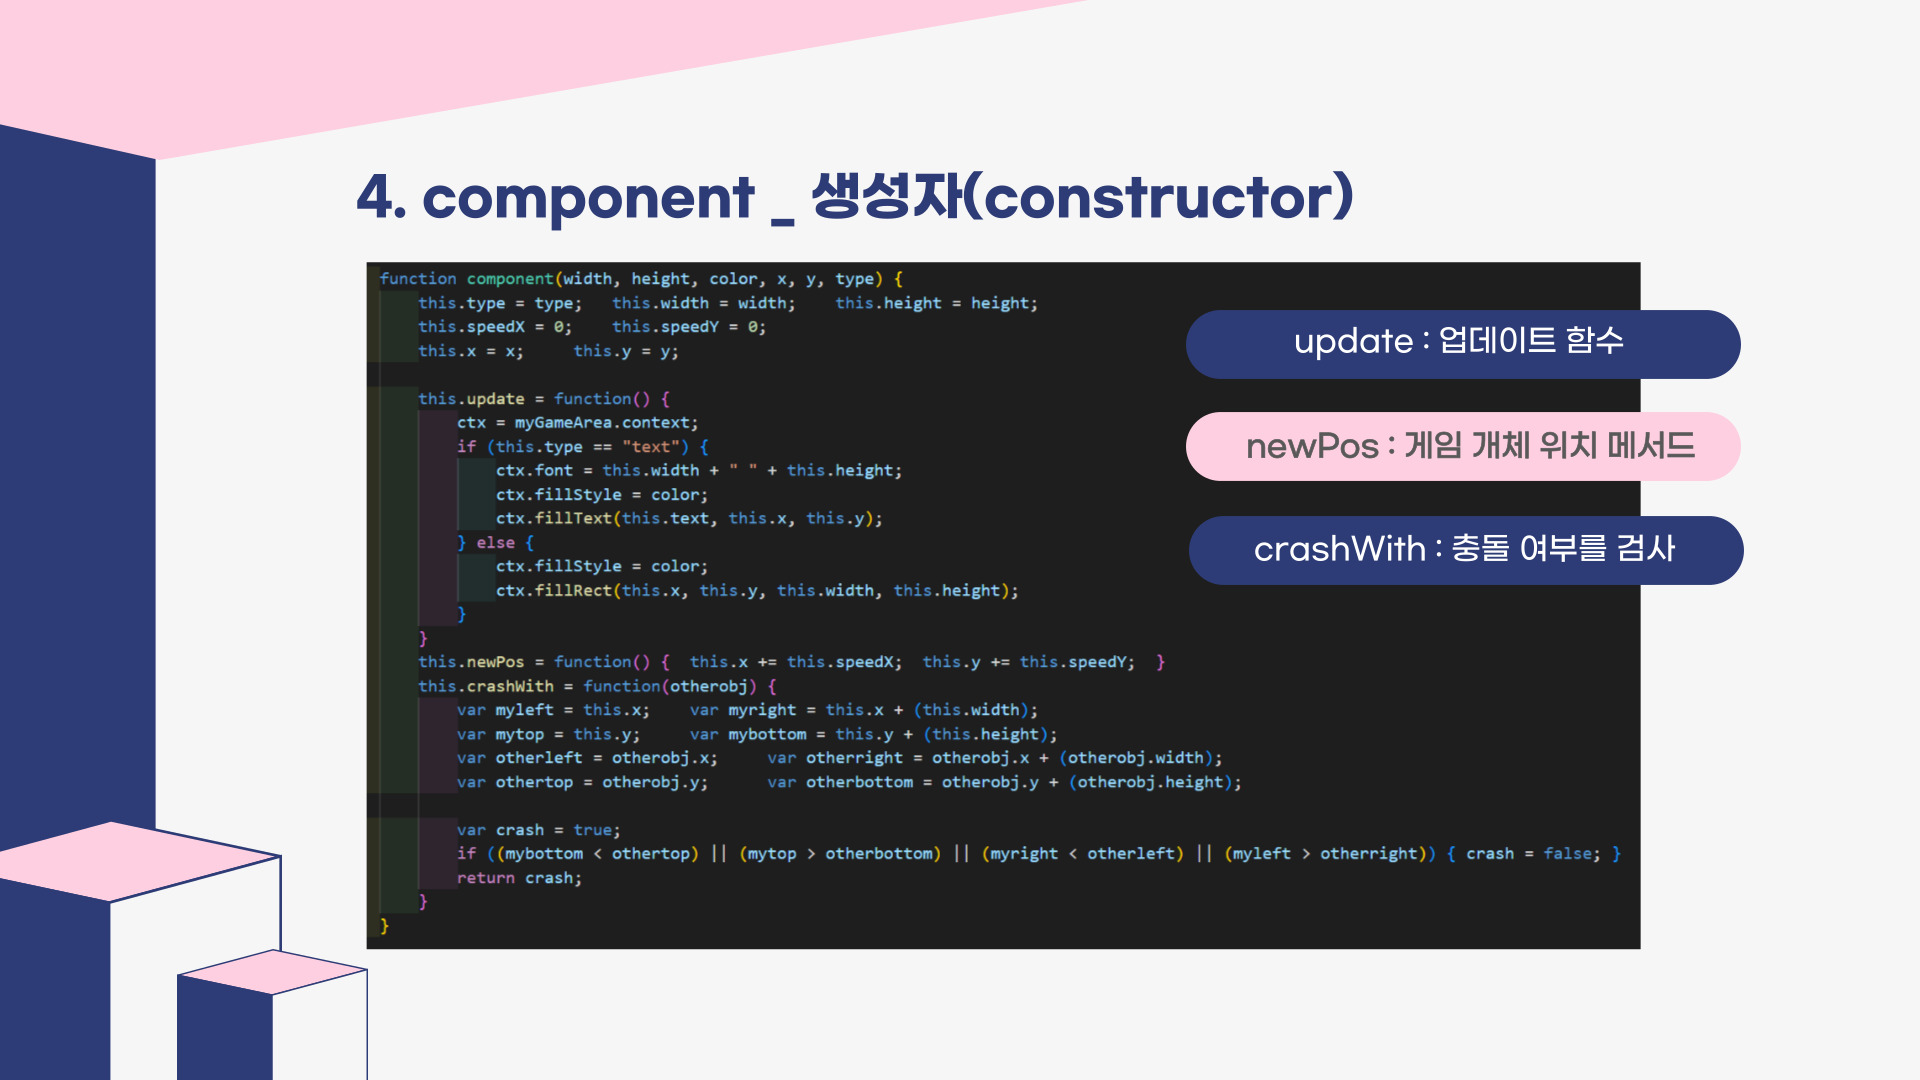 4. component _ 생성자(constructor)
function component(width, height, color, x, y, type) {
    this.type = type;   this.width = width;    this.height = height;
    this.speedX = 0;    this.speedY = 0;
    this.x = x;     this.y = y;

    this.update = function() {
        ctx = myGameArea.context;
        if (this.type == "text") {
            ctx.font = this.width + " " + this.height;
            ctx.fillStyle = color;
            ctx.fillText(this.text, this.x, this.y);
        } else {
            ctx.fillStyle = color;
            ctx.fillRect(this.x, this.y, this.width, this.height);
        }
    }
    this.newPos = function() {  this.x += this.speedX;  this.y += this.speedY;  }
    this.crashWith = function(otherobj) {
        var myleft = this.x;    var myright = this.x + (this.width);
        var mytop = this.y;     var mybottom = this.y + (this.height);
        var otherleft = otherobj.x;     var otherright = otherobj.x + (otherobj.width);
        var othertop = otherobj.y;      var otherbottom = otherobj.y + (otherobj.height);

        var crash = true;
        if ((mybottom < othertop) || (mytop > otherbottom) || (myright < otherleft) || (myleft > otherright)) { crash = false; }
        return crash;
    }
}
update : 업데이트 함수
newPos : 게임 개체 위치 메서드
crashWith : 충돌 여부를 검사